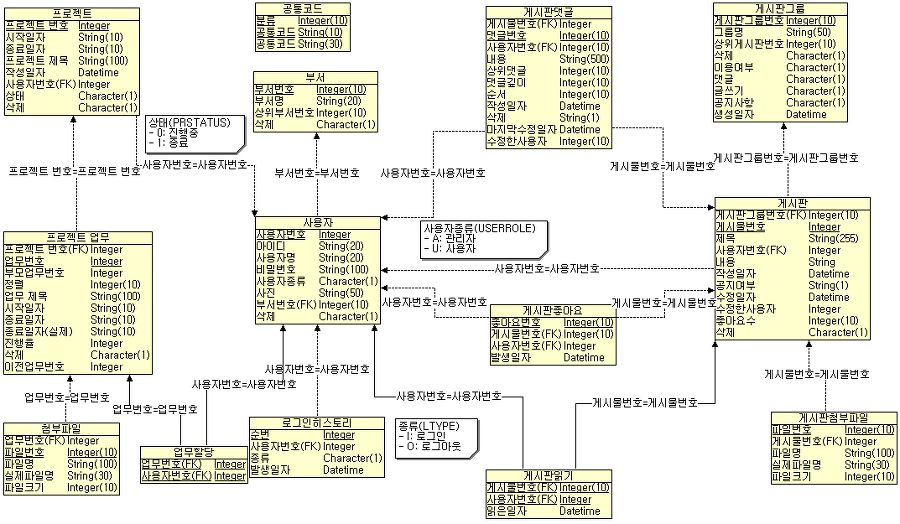 프로젝트
프로젝트 번호 Integer
시작일자 String(10)
종료일자 String(10)
프로젝트 제목 String(100)
작성일자 Datetime
사용자번호(FK) Integer
상태 Character(1)
삭제 Character(1)
공통코드
분류 Integer(10)
공통코드 String(10)
공통코드 String(30)
게시판댓글
게시물번호(FK) Integer(10)
댓글번호 Integer(10)
사용자번호(FK) Integer(10)
내용 String(500)
상위댓글 Integer(10)
댓글깊이 Integer(10)
순서 Integer(10)
작성일자 Datetime
삭제 String(1)
마지막수정일자 Datetime
수정한사용자 Integer(10)
게시판그룹
게시판그룹번호 Integer(10)
그룹명 String(50)
상위게시판번호 Integer(10)
삭제 Character(1)
미용여부 Character(1)
댓글 Character(1)
글쓰기 Character(1)
공지사항 Character(1)
생성일자 Datetime
부서
부서번호 Integer(10)
부서명 String(20)
상위부서번호 Integer(10)
삭제 Character(1)
상태(PRSTATUS)
- 0: 진행중
- 1: 종료
프로젝트 번호=프로젝트 번호
사용자번호=사용자번호
부서번호=부서번호
사용자번호=사용자번호
게시물번호=게시물번호
게시판그룹번호=게시판그룹번호
프로젝트 업무
프로젝트 번호(FK) Integer
업무번호 Integer
부모업무번호 Integer
정렬 Integer(10)
업무 제목 String(100)
시작일자 String(10)
종료일자 String(10)
종료일자(실제) String(10)
진행률 Integer
삭제 Character(1)
이전업무번호 Integer
사용자
사용자번호 Integer
아이디 String(20)
사용자명 String(20)
비밀번호 String(100)
사용자종류 Character(1)
사진 String(50)
부서번호(FK) Integer(10)
삭제 Character(1)
사용자종류(USERROLE)
- A: 관리자
- U: 사용자
게시판
게시판그룹번호(FK) Integer(10)
게시물번호 Integer
제목 String(255)
사용자번호(FK) Integer
내용 String
작성일자 Datetime
공지여부 String(1)
수정일자 Datetime
수정한사용자 Integer
좋아요수 Integer(10)
삭제 Character(1)
사용자번호=사용자번호
사용자번호=사용자번호
게시물번호=게시물번호
게시판좋아요
좋아요번호 Integer(10)
게시물번호(FK) Integer(10)
사용자번호(FK) Integer
발생일자 Datetime
사용자번호=사용자번호
사용자번호=사용자번호
게시물번호=게시물번호
업무번호=업무번호
업무번호=업무번호
사용자번호=사용자번호
게시물번호=게시물번호
첨부파일
업무번호(FK) Integer
파일번호 Integer(10)
파일명 String(100)
실제파일명 String(30)
파일크기 Integer(10)
업무할당
업무번호(FK) Integer
사용자번호(FK) Integer
로그인히스토리
순번 Integer
사용자번호(FK) Integer
종류 Character(1)
발생일자 Datetime
종류(LTYPE)
- I: 로그인
- O: 로그마웃
게시판읽기
게시물번호(FK) Integer(10)
사용자번호(FK) Integer
읽은일자 Datetime
게시판첨부파일
파일번호 Integer(10)
게시물번호(FK) Integer
파일명 String(100)
실제파일명 String(30)
파일크기 Integer(10)